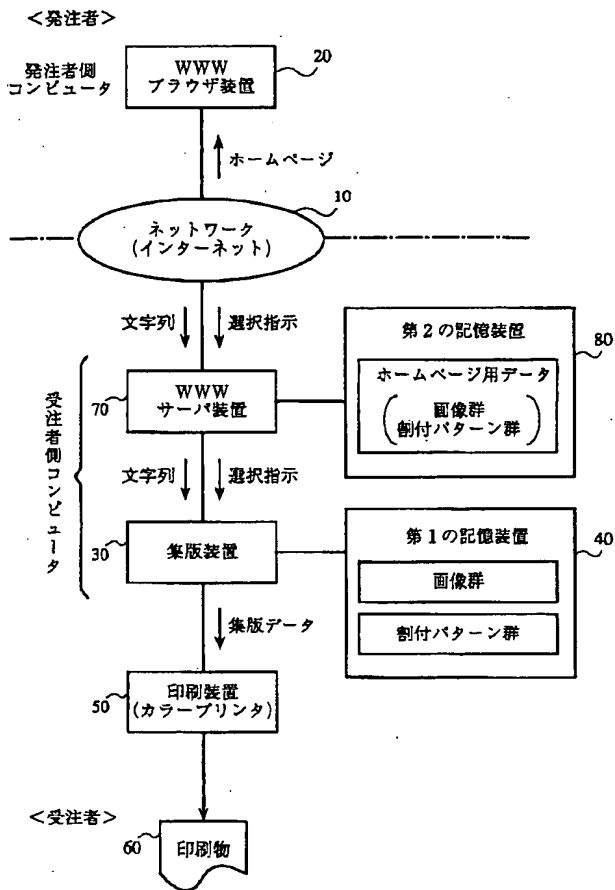 <発注者>
発注者側
コンピュータ
WWW
ブラウザ装置
20
ホームページ
10
ネットワーク
(インターネット)
文字列
選択指示
第2の記憶装置
80
ホームページ用データ
画像群
割付パターン群
受注者側コンピュータ
70
WWW
サーバ装置
文字列
選択指示
30
集版装置
第1の記憶装置
40
画像群
割付パターン群
集版データ
50
印刷装置
(カラープリンタ)
<受注者>
60
印刷物